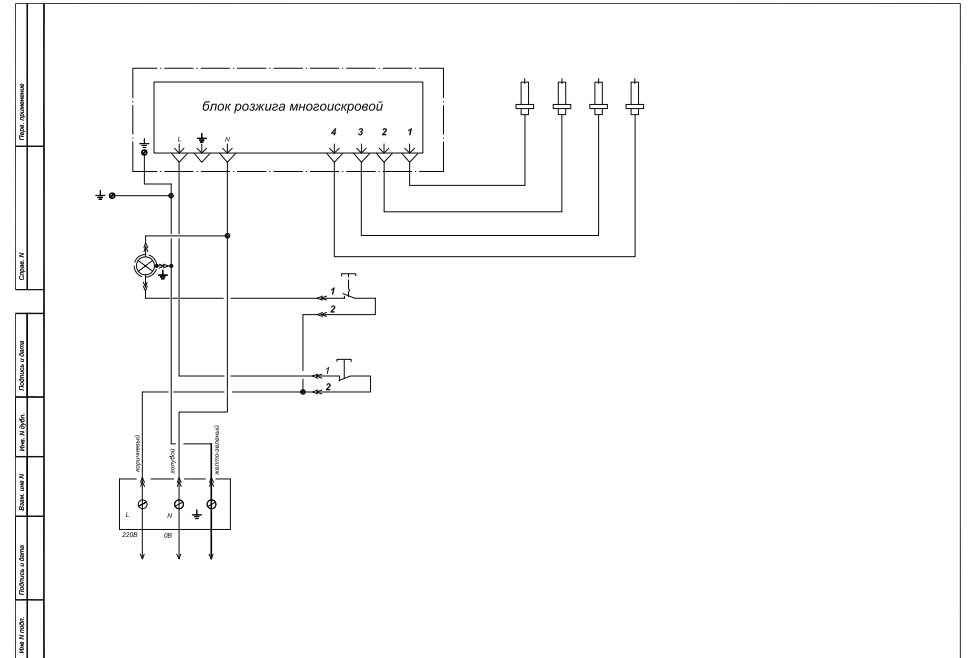 Перв. применение
Справ. N
Подпись и дата
Инв. N дубл.
Взам. инв N
Подпись и дата
Инв N подл.
блок розжига многоискровой
L N 4 3 2 1
1
2
1
2
коричневый
голубой
желто-зеленый
L N
220В 0В